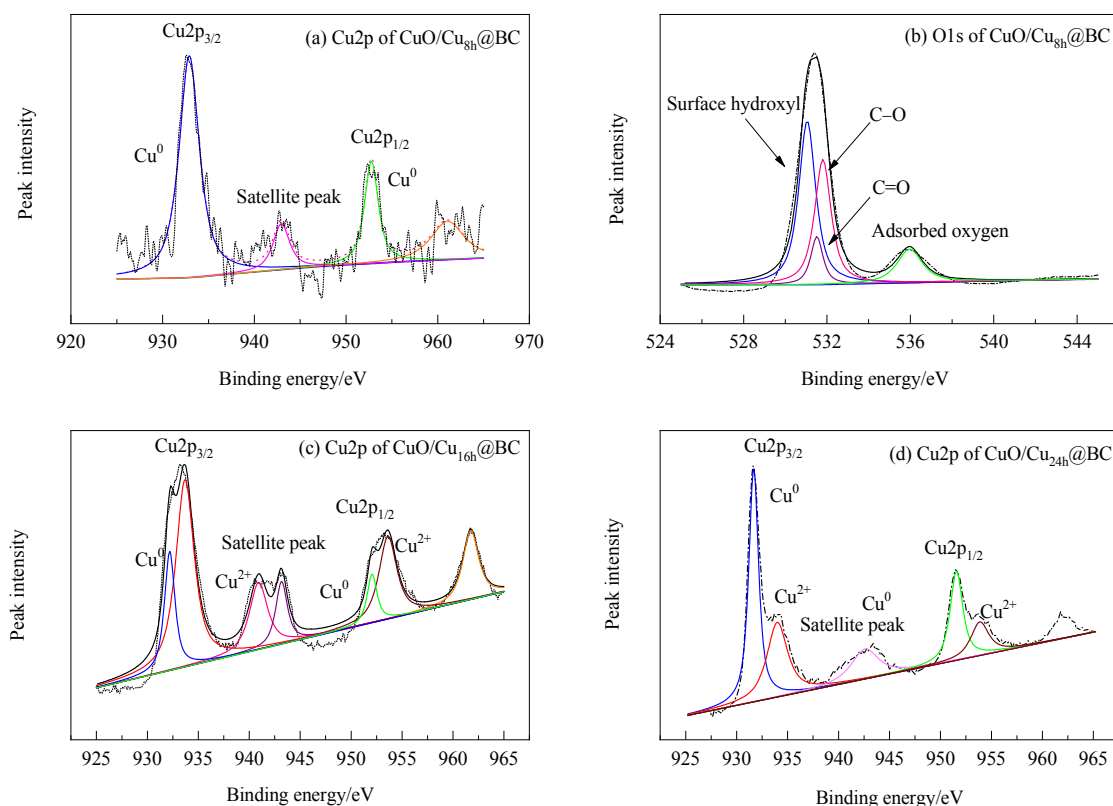 (a) Cu2p of CuO/Cu8h@BC
Cu2p3/2
Cu0
Satellite peak
Cu2p1/2
Cu0
Peak intensity
920 930 940 950 960 970
Binding energy/eV
(b) O1s of CuO/Cu8h@BC
Surface hydroxyl
C–O
C=O
Adsorbed oxygen
Peak intensity
524 528 532 536 540 544
Binding energy/eV
(c) Cu2p of CuO/Cu16h@BC
Cu2p3/2
Cu0
Satellite peak
Cu2+
Cu2p1/2
Cu2+
Cu0
Peak intensity
925 930 935 940 945 950 955 960 965
Binding energy/eV
(d) Cu2p of CuO/Cu24h@BC
Cu2p3/2
Cu0
Cu2+
Cu0
Satellite peak
Cu2p1/2
Cu2+
Peak intensity
925 930 935 940 945 950 955 960 965
Binding energy/eV